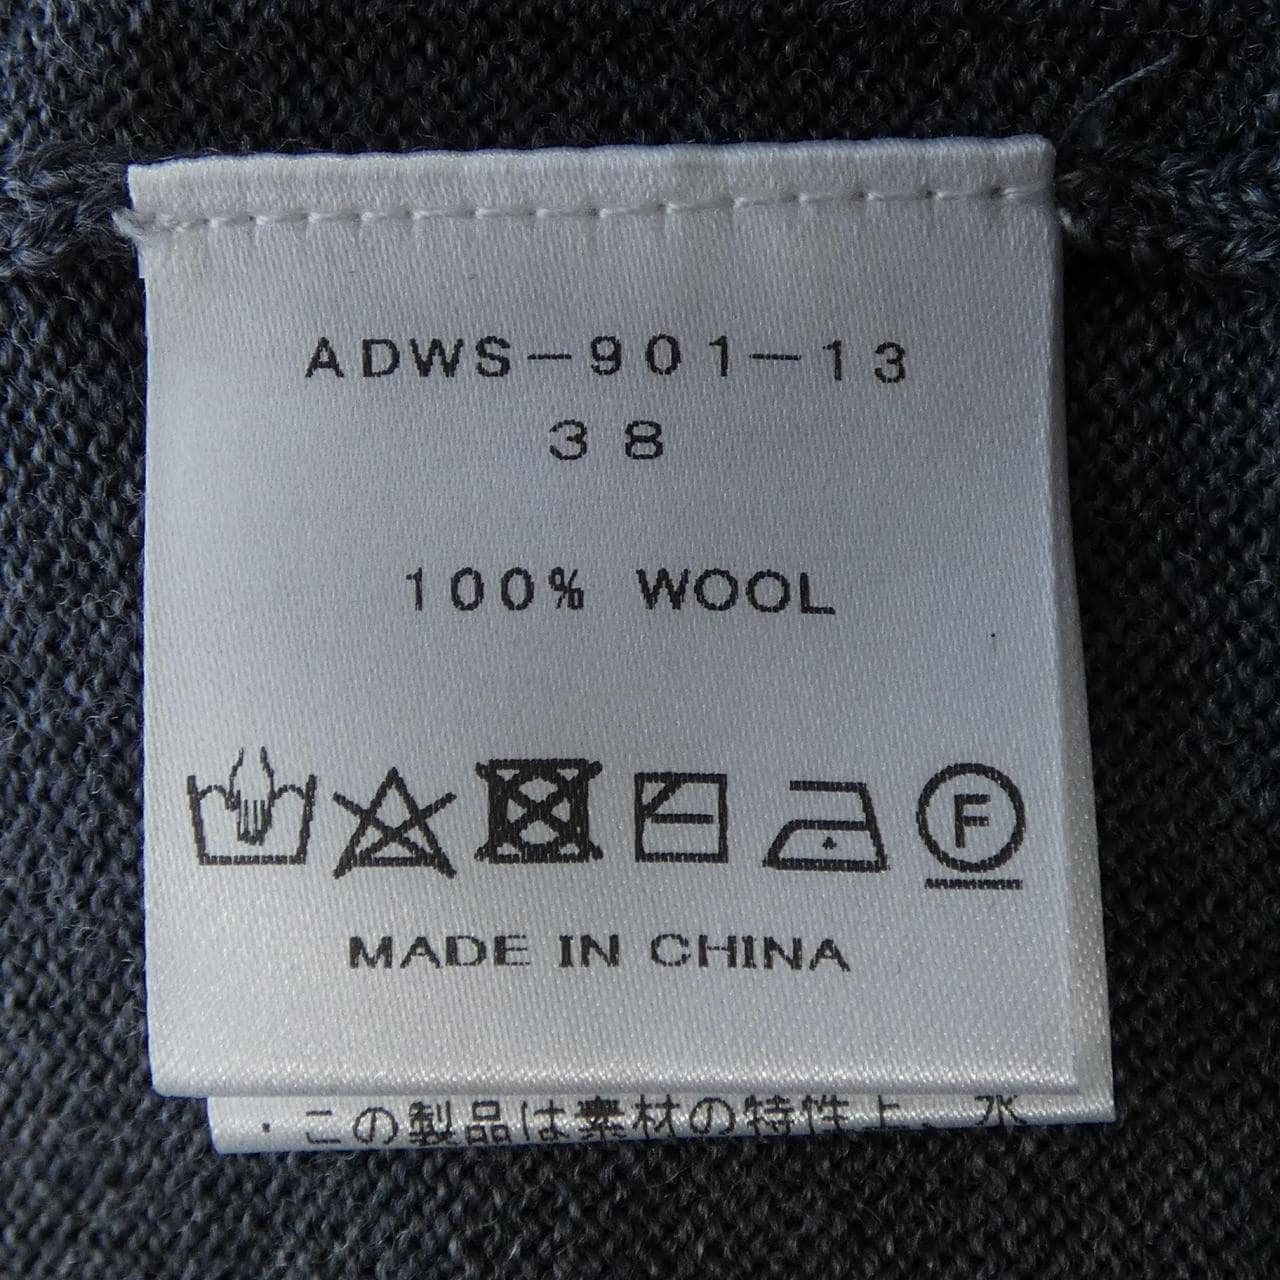 ADWS-901-13
38
100% WOOL
F
MADE IN CHINA
・この製品は素材の特性上、水